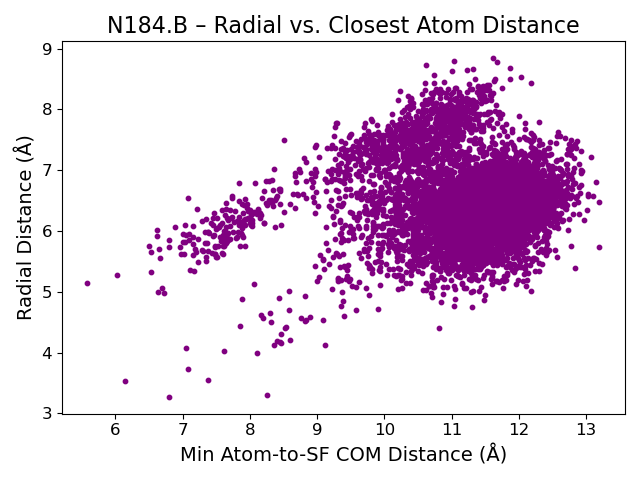 N184.B – Radial vs. Closest Atom Distance
Radial Distance (Å)
9
8
7
6
5
4
3
6 7 8 9 10 11 12 13
Min Atom-to-SF COM Distance (Å)